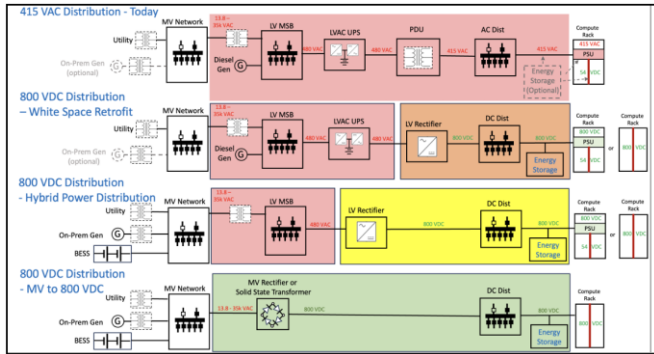 415 VAC Distribution - Today
MV Network
13.8 –
35k VAC
LV MSB
LVAC UPS
PDU
AC Dist
Compute
Rack
Utility
480 VAC
480 VAC
415 VAC
415 VAC
415 VAC
PSU
54 VDC
On-Prem Gen
(optional)
G
Diesel
Gen
G
Energy
Storage
(Optional)
800 VDC Distribution
– White Space Retrofit
MV Network
13.8 –
35k VAC
LV MSB
LVAC UPS
LV Rectifier
DC Dist
Compute
Rack
Compute
Rack
Utility
480 VAC
480 VAC
800 VDC
800 VDC
800 VDC
PSU
54 VDC
or
800 VDC
On-Prem Gen
(optional)
G
Diesel
Gen
G
Energy
Storage
800 VDC Distribution
- Hybrid Power Distribution
MV Network
13.8 –
35k VAC
LV MSB
LV Rectifier
DC Dist
Compute
Rack
Compute
Rack
Utility
On-Prem Gen
G
BESS
480 VAC
800 VDC
800 VDC
800 VDC
PSU
54 VDC
or
800 VDC
Energy
Storage
800 VDC Distribution
- MV to 800 VDC
MV Network
MV Rectifier or
Solid State Transformer
DC Dist
Compute
Rack
Utility
On-Prem Gen
G
BESS
13.8 - 35k VAC
800 VDC
800 VDC
800 VDC
Energy
Storage